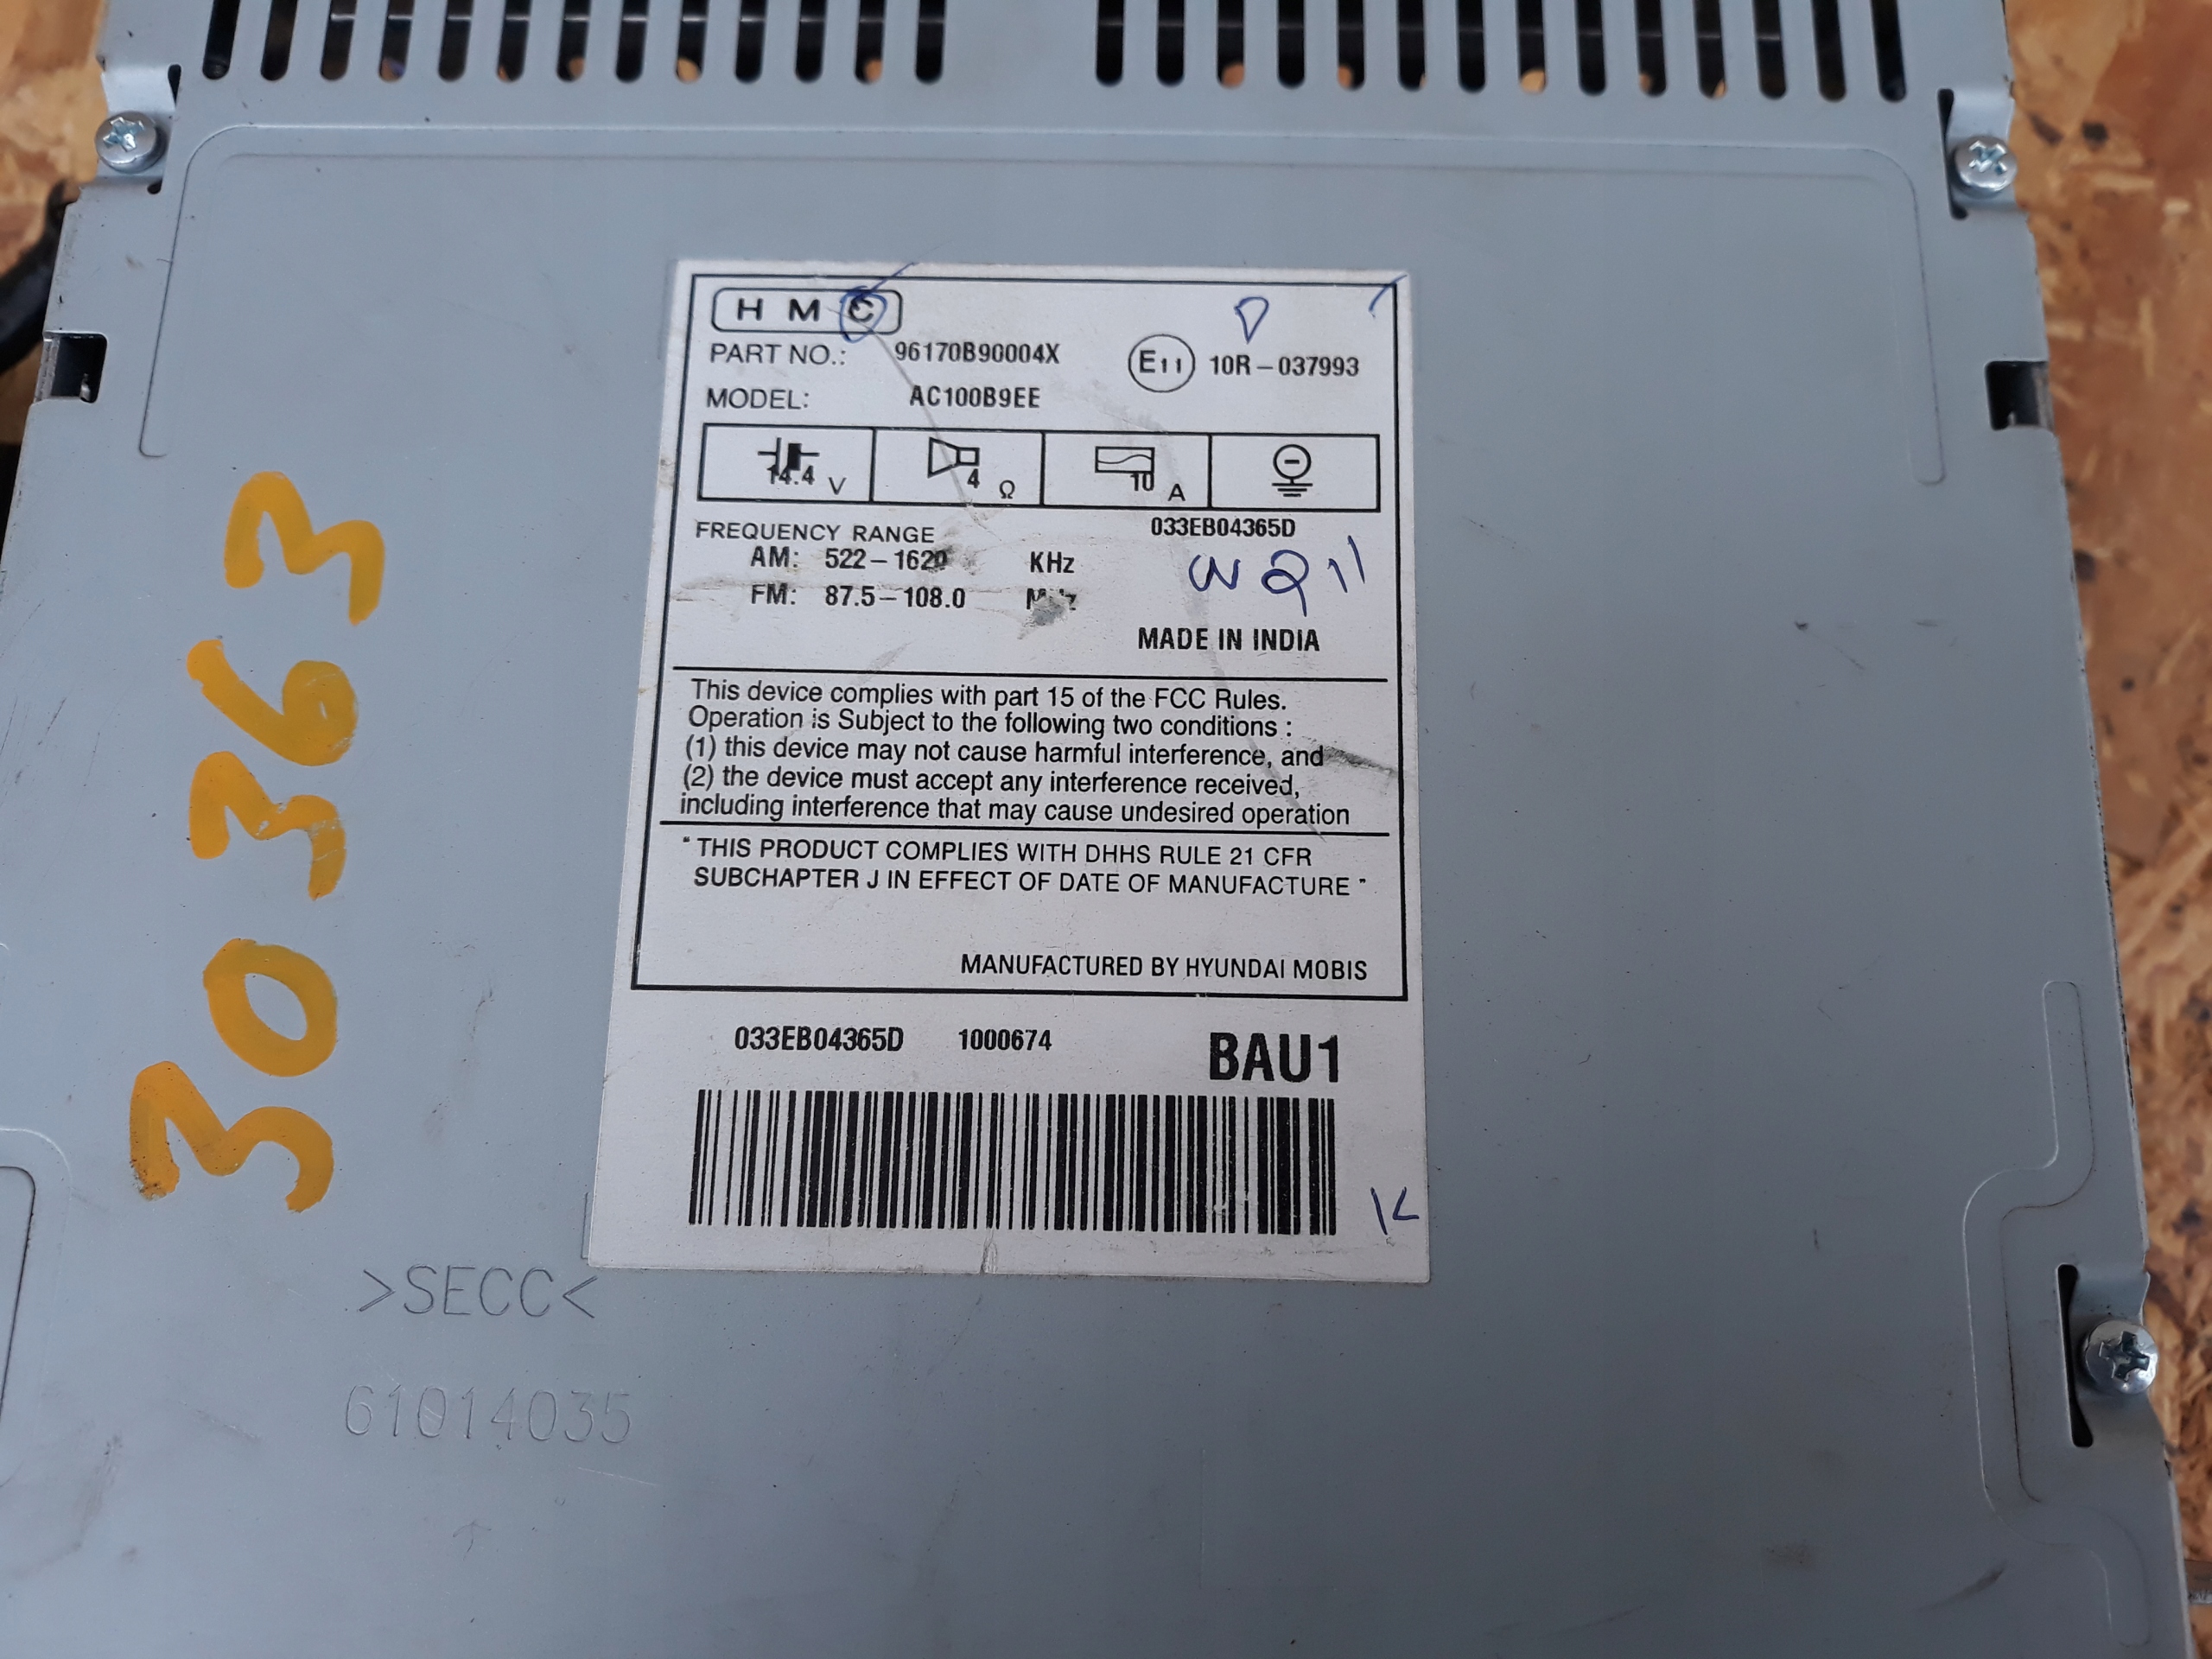 H M C
PART NO.: 96170B90004X E11 10R-037993
MODEL: AC100B9EE
14.4 V 4 Ω 10 A
FREQUENCY RANGE 033EB04365D
AM: 522-1620 KHz
FM: 87.5-108.0 MHz
MADE IN INDIA
This device complies with part 15 of the FCC Rules.
Operation is Subject to the following two conditions :
(1) this device may not cause harmful interference, and
(2) the device must accept any interference received,
including interference that may cause undesired operation
" THIS PRODUCT COMPLIES WITH DHHS RULE 21 CFR
SUBCHAPTER J IN EFFECT OF DATE OF MANUFACTURE "
MANUFACTURED BY HYUNDAI MOBIS
033EB04365D 1000674 BAU1
30363
>SECC<
61014035